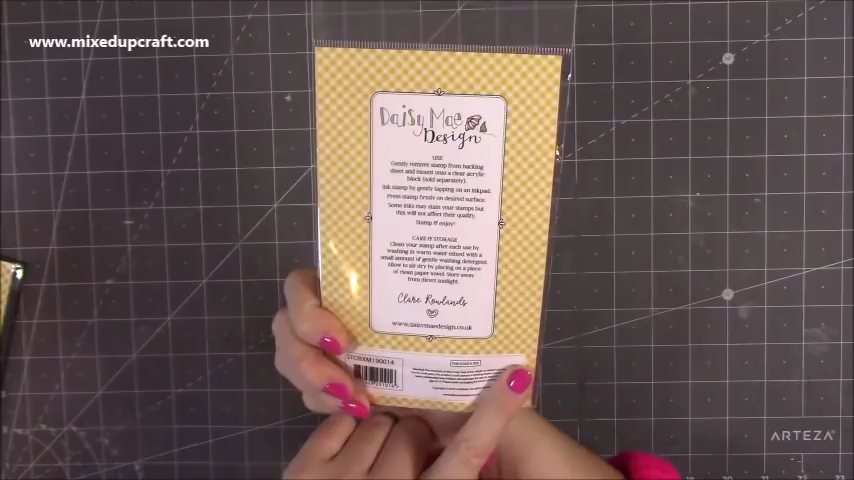 www.mixedupcraft.com
Daisy Mae
Design
USE
Gently remove stamp from backing
sheet and mount onto a clear acrylic
block (sold separately).
Ink stamp by gently tapping on an inkpad.
Press stamp firmly on desired surface.
Some inks may stain your stamps but
this will not affect their quality.
Stamp & enjoy!
CARE & STORAGE
Clean your stamp after each use by
washing in warm water mixed with a
small amount of gentle washing detergent.
Allow to air dry by placing on a piece
of clean paper towel. Store away
from direct sunlight.
Clare Rowlands
www.daisymaedesign.co.uk
STCBXM190014
ARTEZA